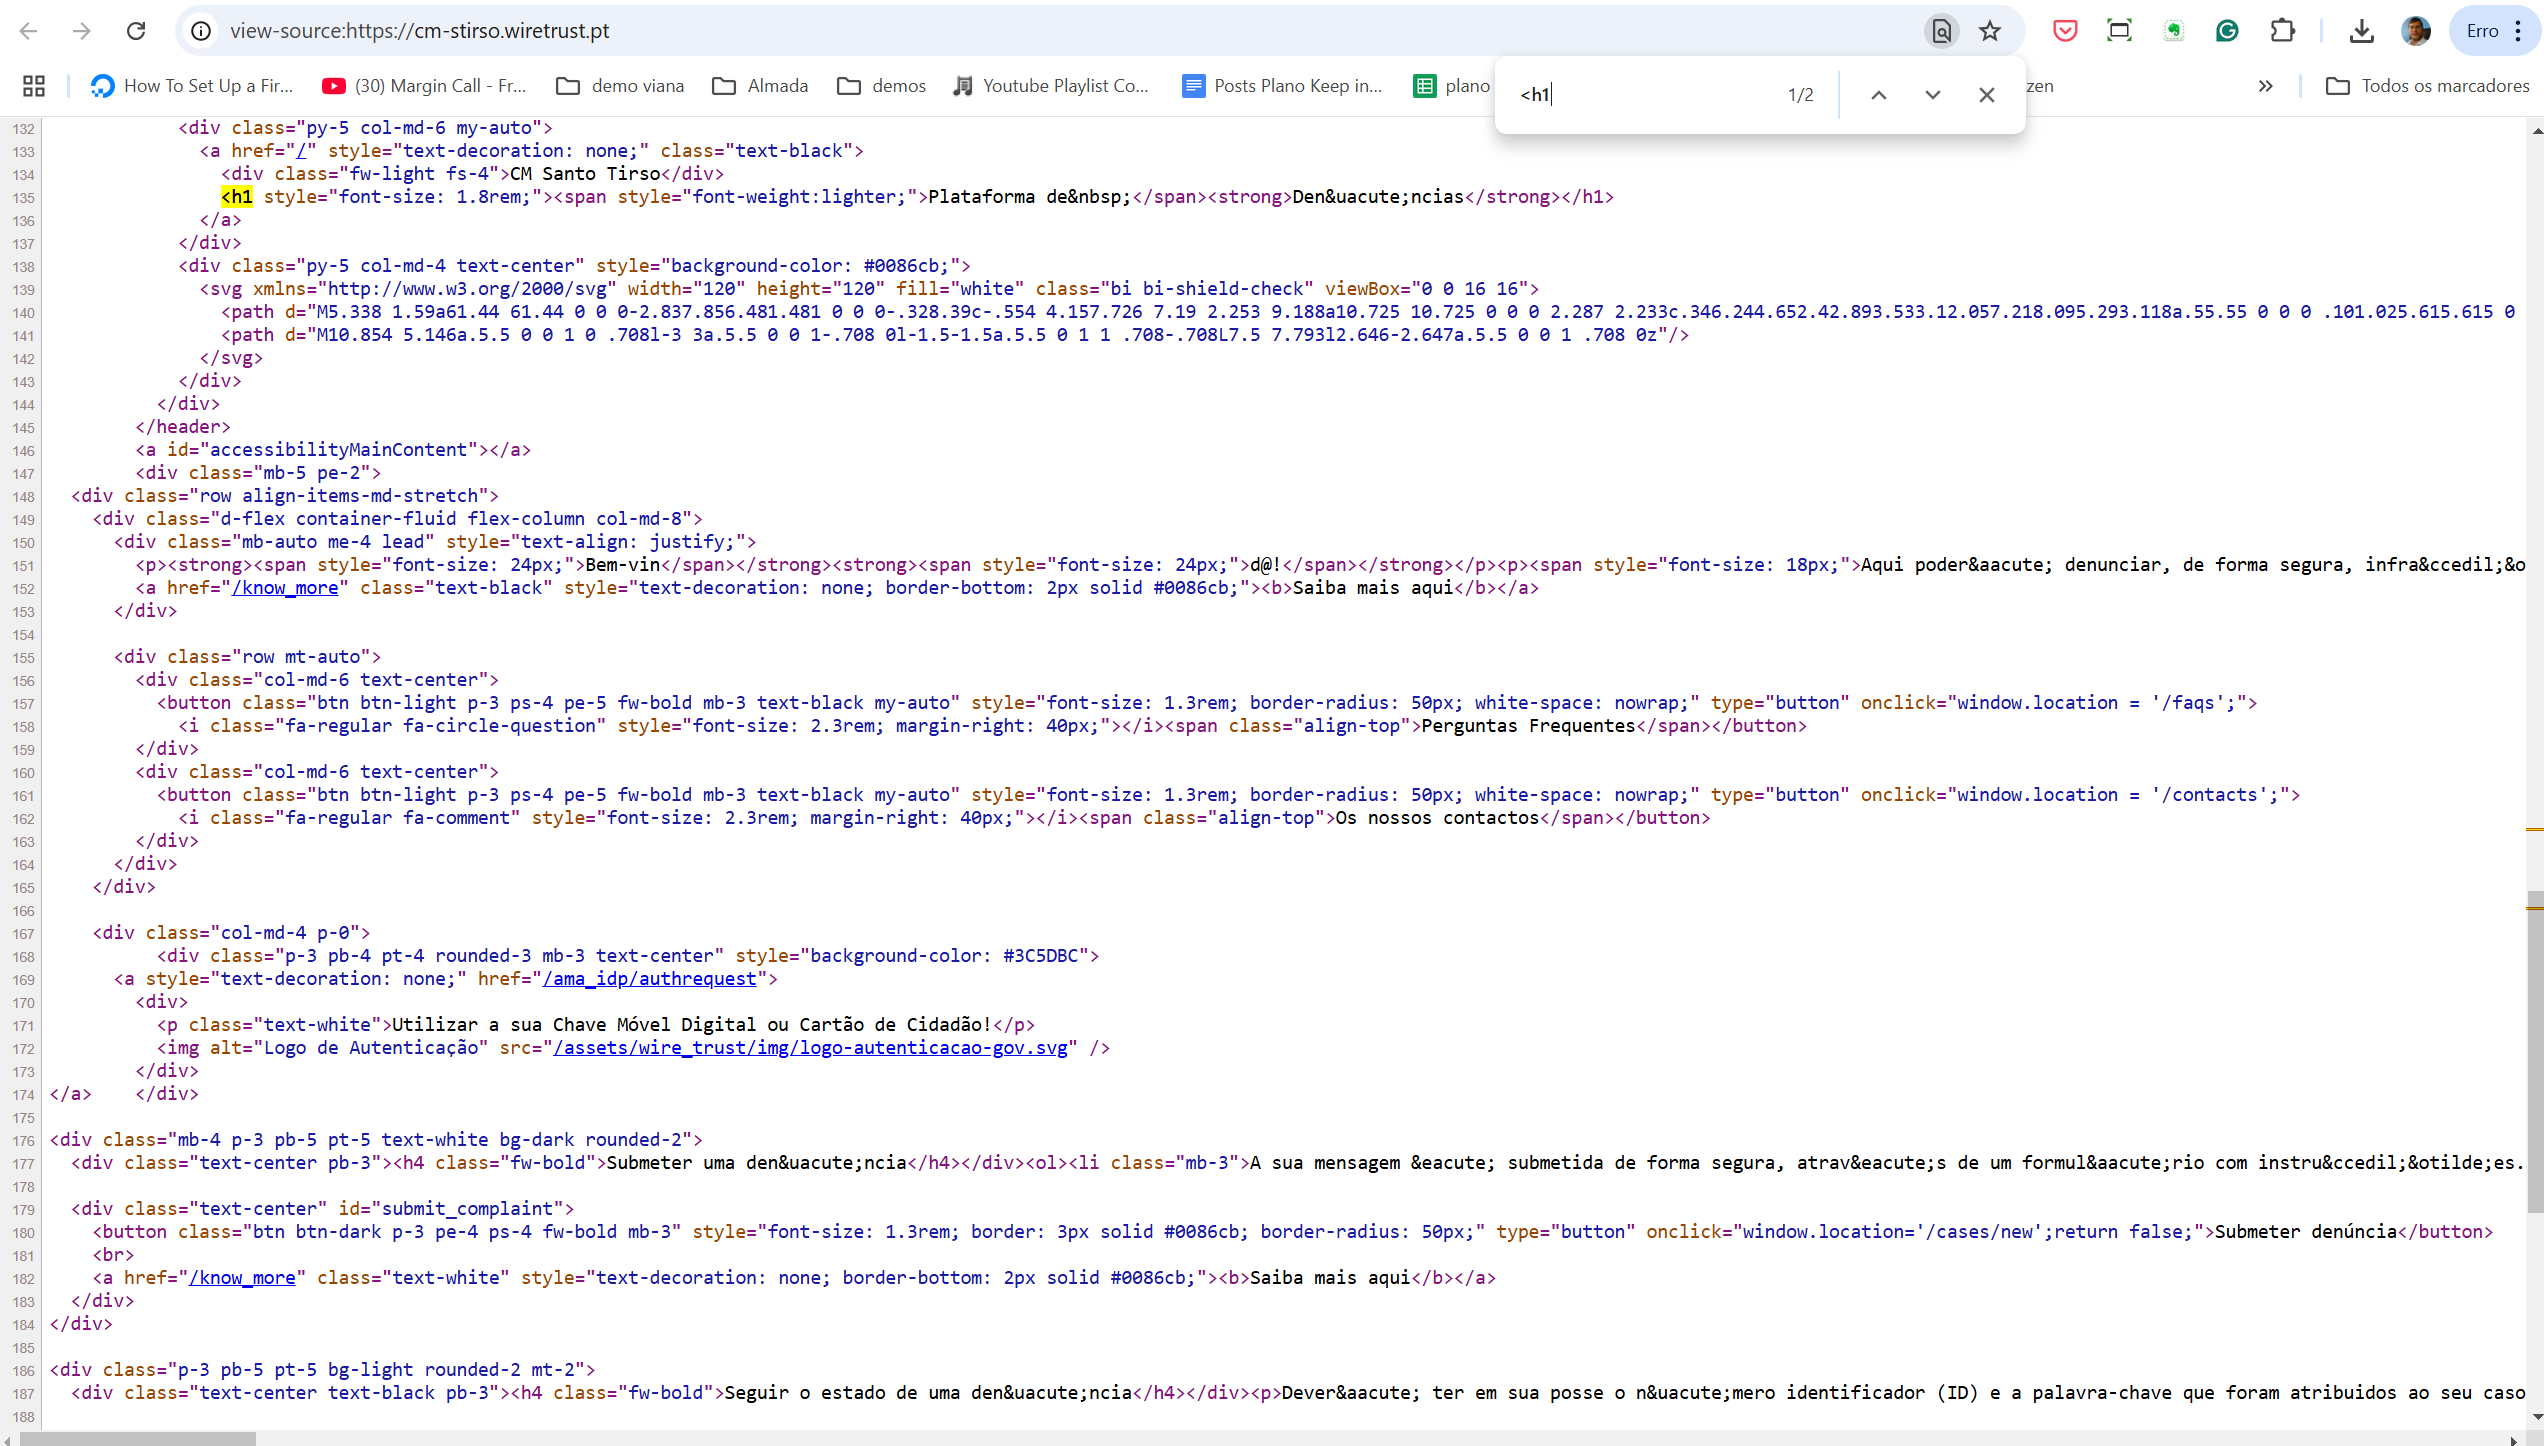 view-source:https://cm-stirso.wiretrust.pt
Erro
How To Set Up a Fir...
(30) Margin Call - Fr...
demo viana
Almada
demos
Youtube Playlist Co...
Posts Plano Keep in...
plano
zen
»
Todos os marcadores
<h1
1/2
132 <div class="py-5 col-md-6 my-auto">
133 <a href="/" style="text-decoration: none;" class="text-black">
134 <div class="fw-light fs-4">CM Santo Tirso</div>
135 <h1 style="font-size: 1.8rem;"><span style="font-weight:lighter;">Plataforma de&nbsp;</span><strong>Den&uacute;ncias</strong></h1>
136 </a>
137 </div>
138 <div class="py-5 col-md-4 text-center" style="background-color: #0086cb;">
139 <svg xmlns="http://www.w3.org/2000/svg" width="120" height="120" fill="white" class="bi bi-shield-check" viewBox="0 0 16 16">
140 <path d="M5.338 1.59a61.44 61.44 0 0 0-2.837.856.481.481 0 0 0-.328.39c-.554 4.157.726 7.19 2.253 9.188a10.725 10.725 0 0 0 2.287 2.233c.346.244.652.42.893.533.12.057.218.095.293.118a.55.55 0 0 0 .101.025.615.615 0
141 <path d="M10.854 5.146a.5.5 0 0 1 0 .708l-3 3a.5.5 0 0 1-.708 0l-1.5-1.5a.5.5 0 1 1 .708-.708L7.5 7.793l2.646-2.647a.5.5 0 0 1 .708 0z"/>
142 </svg>
143 </div>
144 </div>
145 </header>
146 <a id="accessibilityMainContent"></a>
147 <div class="mb-5 pe-2">
148 <div class="row align-items-md-stretch">
149 <div class="d-flex container-fluid flex-column col-md-8">
150 <div class="mb-auto me-4 lead" style="text-align: justify;">
151 <p><strong><span style="font-size: 24px;">Bem-vin</span></strong><strong><span style="font-size: 24px;">d@!</span></strong></p><p><span style="font-size: 18px;">Aqui poder&aacute; denunciar, de forma segura, infra&ccedil;&o
152 <a href="/know_more" class="text-black" style="text-decoration: none; border-bottom: 2px solid #0086cb;"><b>Saiba mais aqui</b></a>
153 </div>
154
155 <div class="row mt-auto">
156 <div class="col-md-6 text-center">
157 <button class="btn btn-light p-3 ps-4 pe-5 fw-bold mb-3 text-black my-auto" style="font-size: 1.3rem; border-radius: 50px; white-space: nowrap;" type="button" onclick="window.location = '/faqs';">
158 <i class="fa-regular fa-circle-question" style="font-size: 2.3rem; margin-right: 40px;"></i><span class="align-top">Perguntas Frequentes</span></button>
159 </div>
160 <div class="col-md-6 text-center">
161 <button class="btn btn-light p-3 ps-4 pe-5 fw-bold mb-3 text-black my-auto" style="font-size: 1.3rem; border-radius: 50px; white-space: nowrap;" type="button" onclick="window.location = '/contacts';">
162 <i class="fa-regular fa-comment" style="font-size: 2.3rem; margin-right: 40px;"></i><span class="align-top">Os nossos contactos</span></button>
163 </div>
164 </div>
165 </div>
166
167 <div class="col-md-4 p-0">
168 <div class="p-3 pb-4 pt-4 rounded-3 mb-3 text-center" style="background-color: #3C5DBC">
169 <a style="text-decoration: none;" href="/ama_idp/authrequest">
170 <div>
171 <p class="text-white">Utilizar a sua Chave Móvel Digital ou Cartão de Cidadão!</p>
172 <img alt="Logo de Autenticação" src="/assets/wire_trust/img/logo-autenticacao-gov.svg" />
173 </div>
174 </a> </div>
175
176 <div class="mb-4 p-3 pb-5 pt-5 text-white bg-dark rounded-2">
177 <div class="text-center pb-3"><h4 class="fw-bold">Submeter uma den&uacute;ncia</h4></div><ol><li class="mb-3">A sua mensagem &eacute; submetida de forma segura, atrav&eacute;s de um formul&aacute;rio com instru&ccedil;&otilde;es.
178
179 <div class="text-center" id="submit_complaint">
180 <button class="btn btn-dark p-3 pe-4 ps-4 fw-bold mb-3" style="font-size: 1.3rem; border: 3px solid #0086cb; border-radius: 50px;" type="button" onclick="window.location='/cases/new';return false;">Submeter denúncia</button>
181 <br>
182 <a href="/know_more" class="text-white" style="text-decoration: none; border-bottom: 2px solid #0086cb;"><b>Saiba mais aqui</b></a>
183 </div>
184 </div>
185
186 <div class="p-3 pb-5 pt-5 bg-light rounded-2 mt-2">
187 <div class="text-center text-black pb-3"><h4 class="fw-bold">Seguir o estado de uma den&uacute;ncia</h4></div><p>Dever&aacute; ter em sua posse o n&uacute;mero identificador (ID) e a palavra-chave que foram atribuidos ao seu caso
188